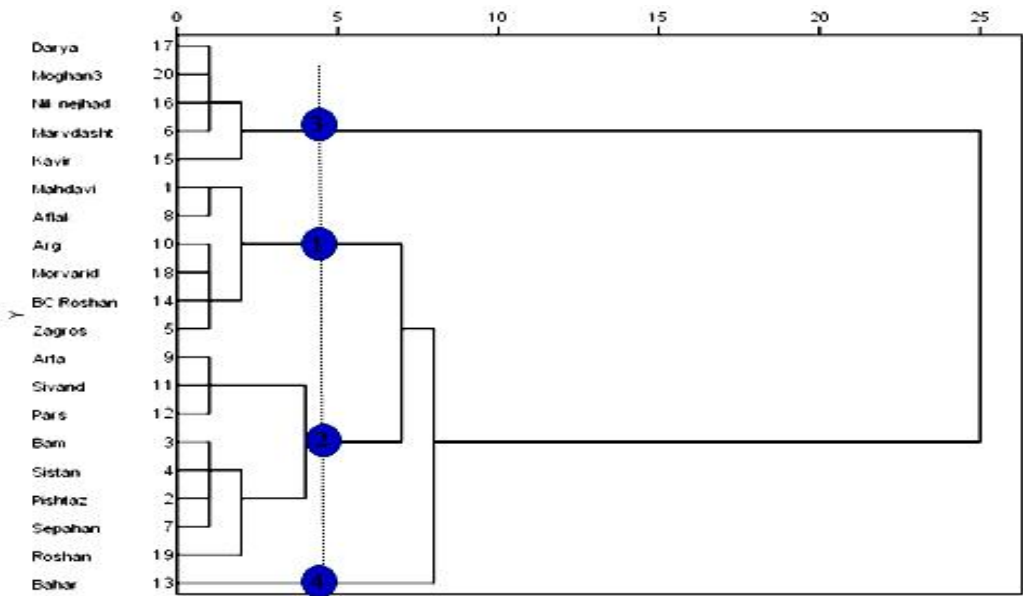 0 5 10 15 20 25
Darya 17
Moghan3 20
Nik nejhad 16
Marvdasht 6
Kavir 15
Mahdavi 1
Aflak 8
Arg 10
Morvarid 18
BC Roshan 14
Zagros 5
Arta 9
Sivand 11
Pars 12
Bam 3
Sistan 4
Pishtaz 2
Sepahan 7
Roshan 19
Bahar 13
Y
3
1
2
4